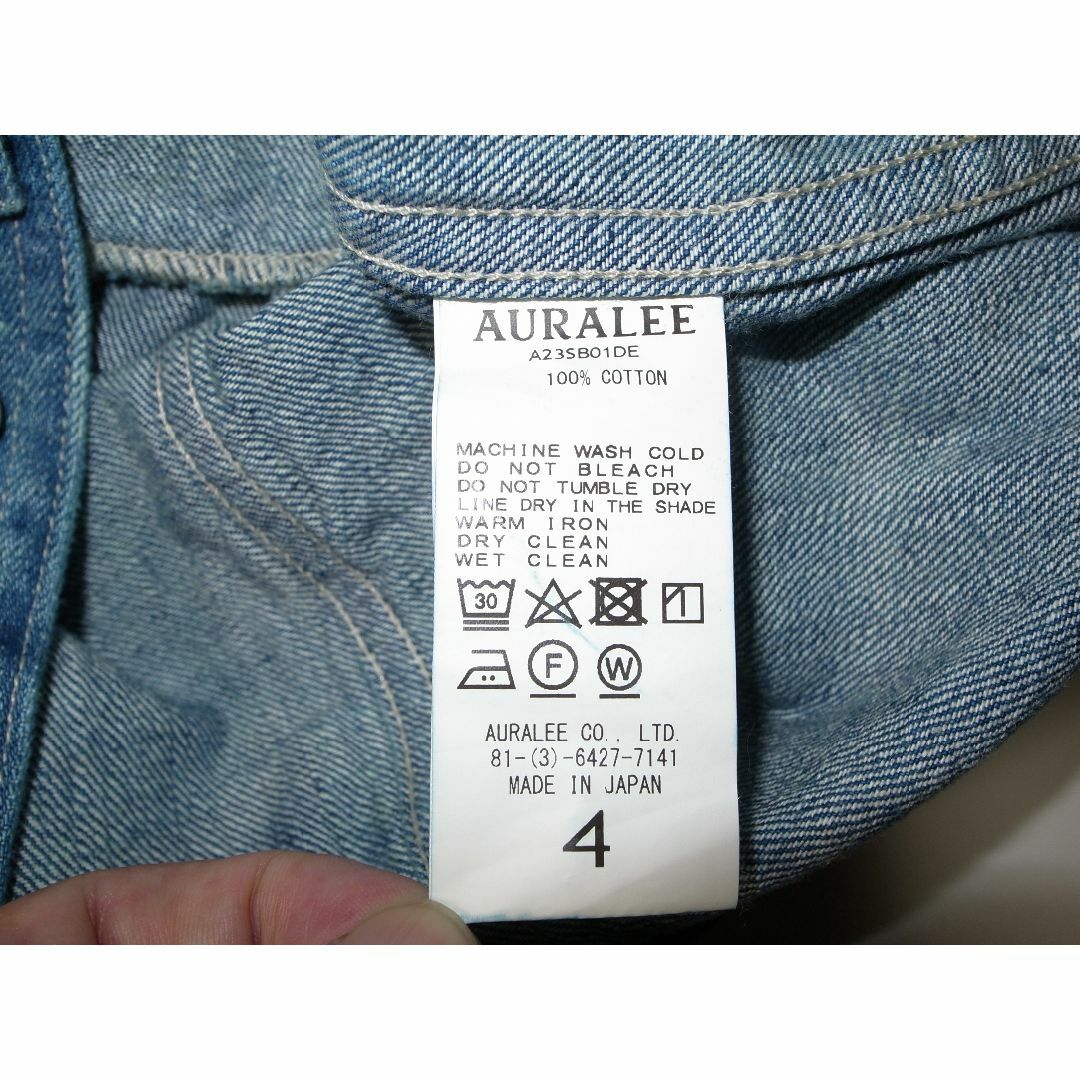 AURALEE
A23SB01DE
100% COTTON
MACHINE WASH COLD
DO NOT BLEACH
DO NOT TUMBLE DRY
LINE DRY IN THE SHADE
WARM IRON
DRY CLEAN
WET CLEAN
30
F W
AURALEE CO., LTD.
81-(3)-6427-7141
MADE IN JAPAN
4